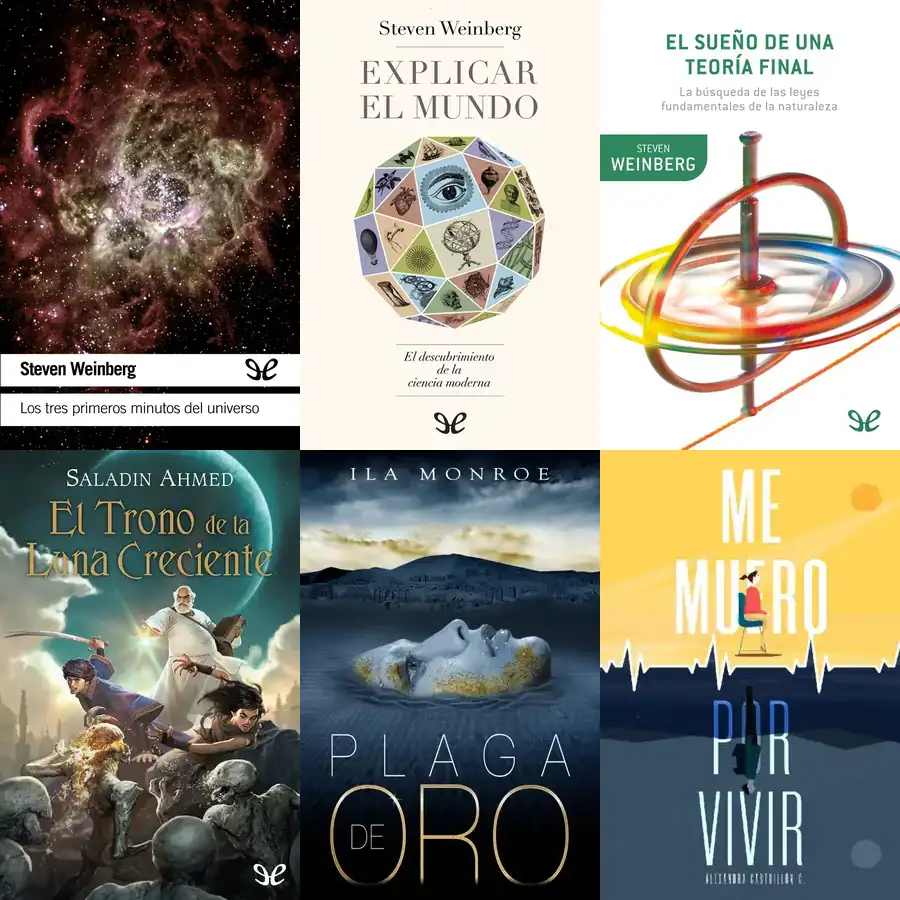 Steven Weinberg
Los tres primeros minutos del universo
Steven Weinberg
EXPLICAR
EL MUNDO
El descubrimiento
de la
ciencia moderna
EL SUEÑO DE UNA
TEORÍA FINAL
La búsqueda de las leyes
fundamentales de la naturaleza
STEVEN
WEINBERG
SALADIN AHMED
El Trono de la
Luna Creciente
ILA MONROE
PLAGA
DE ORO
ME
MUERO
POR
VIVIR
ALEXANDRA CASTRILLÓN G.